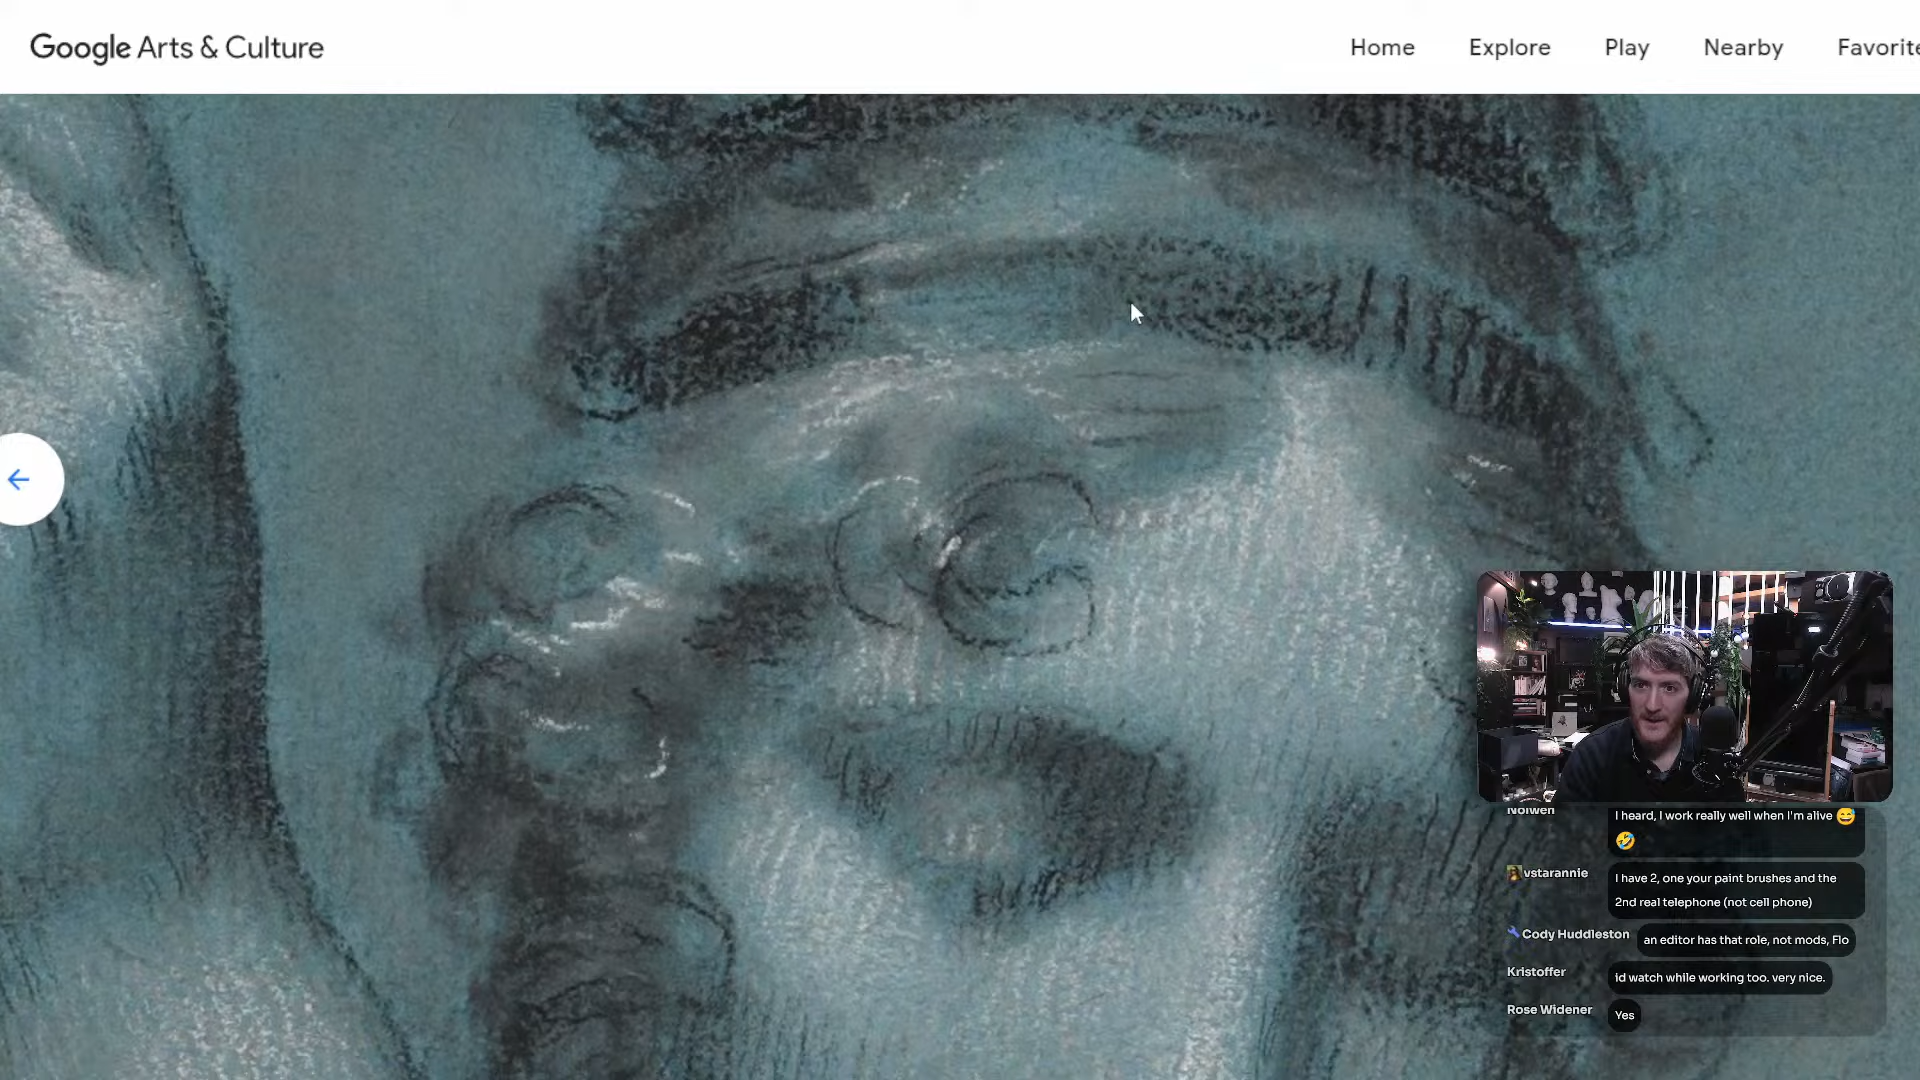 Google Arts & Culture
Home Explore Play Nearby Favorite
Nolwen
I heard, I work really well when I'm alive 😅
🤣
vstarannie
I have 2, one your paint brushes and the
2nd real telephone (not cell phone)
Cody Huddleston
an editor has that role, not mods, Flo
Kristoffer
id watch while working too. very nice.
Rose Widener
Yes